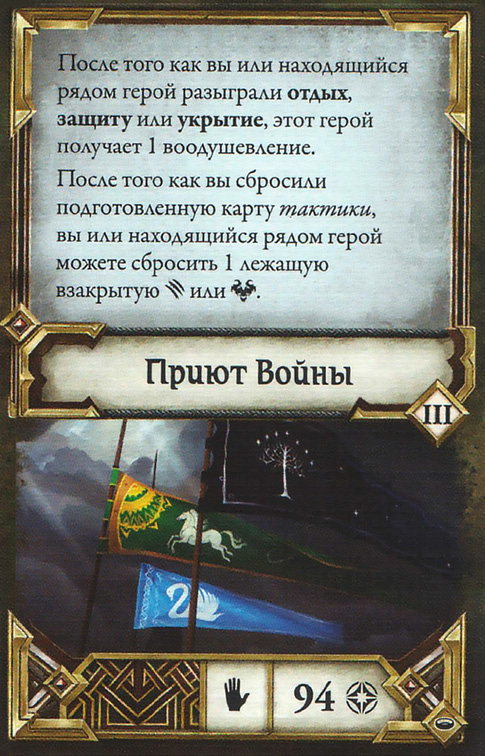 После того как вы или находящийся
рядом герой разыграли отдых,
защиту или укрытие, этот герой
получает 1 воодушевление.
После того как вы сбросили
подготовленную карту тактики,
вы или находящийся рядом герой
можете сбросить 1 лежащую
взакрытую или .
Приют Войны
III
94